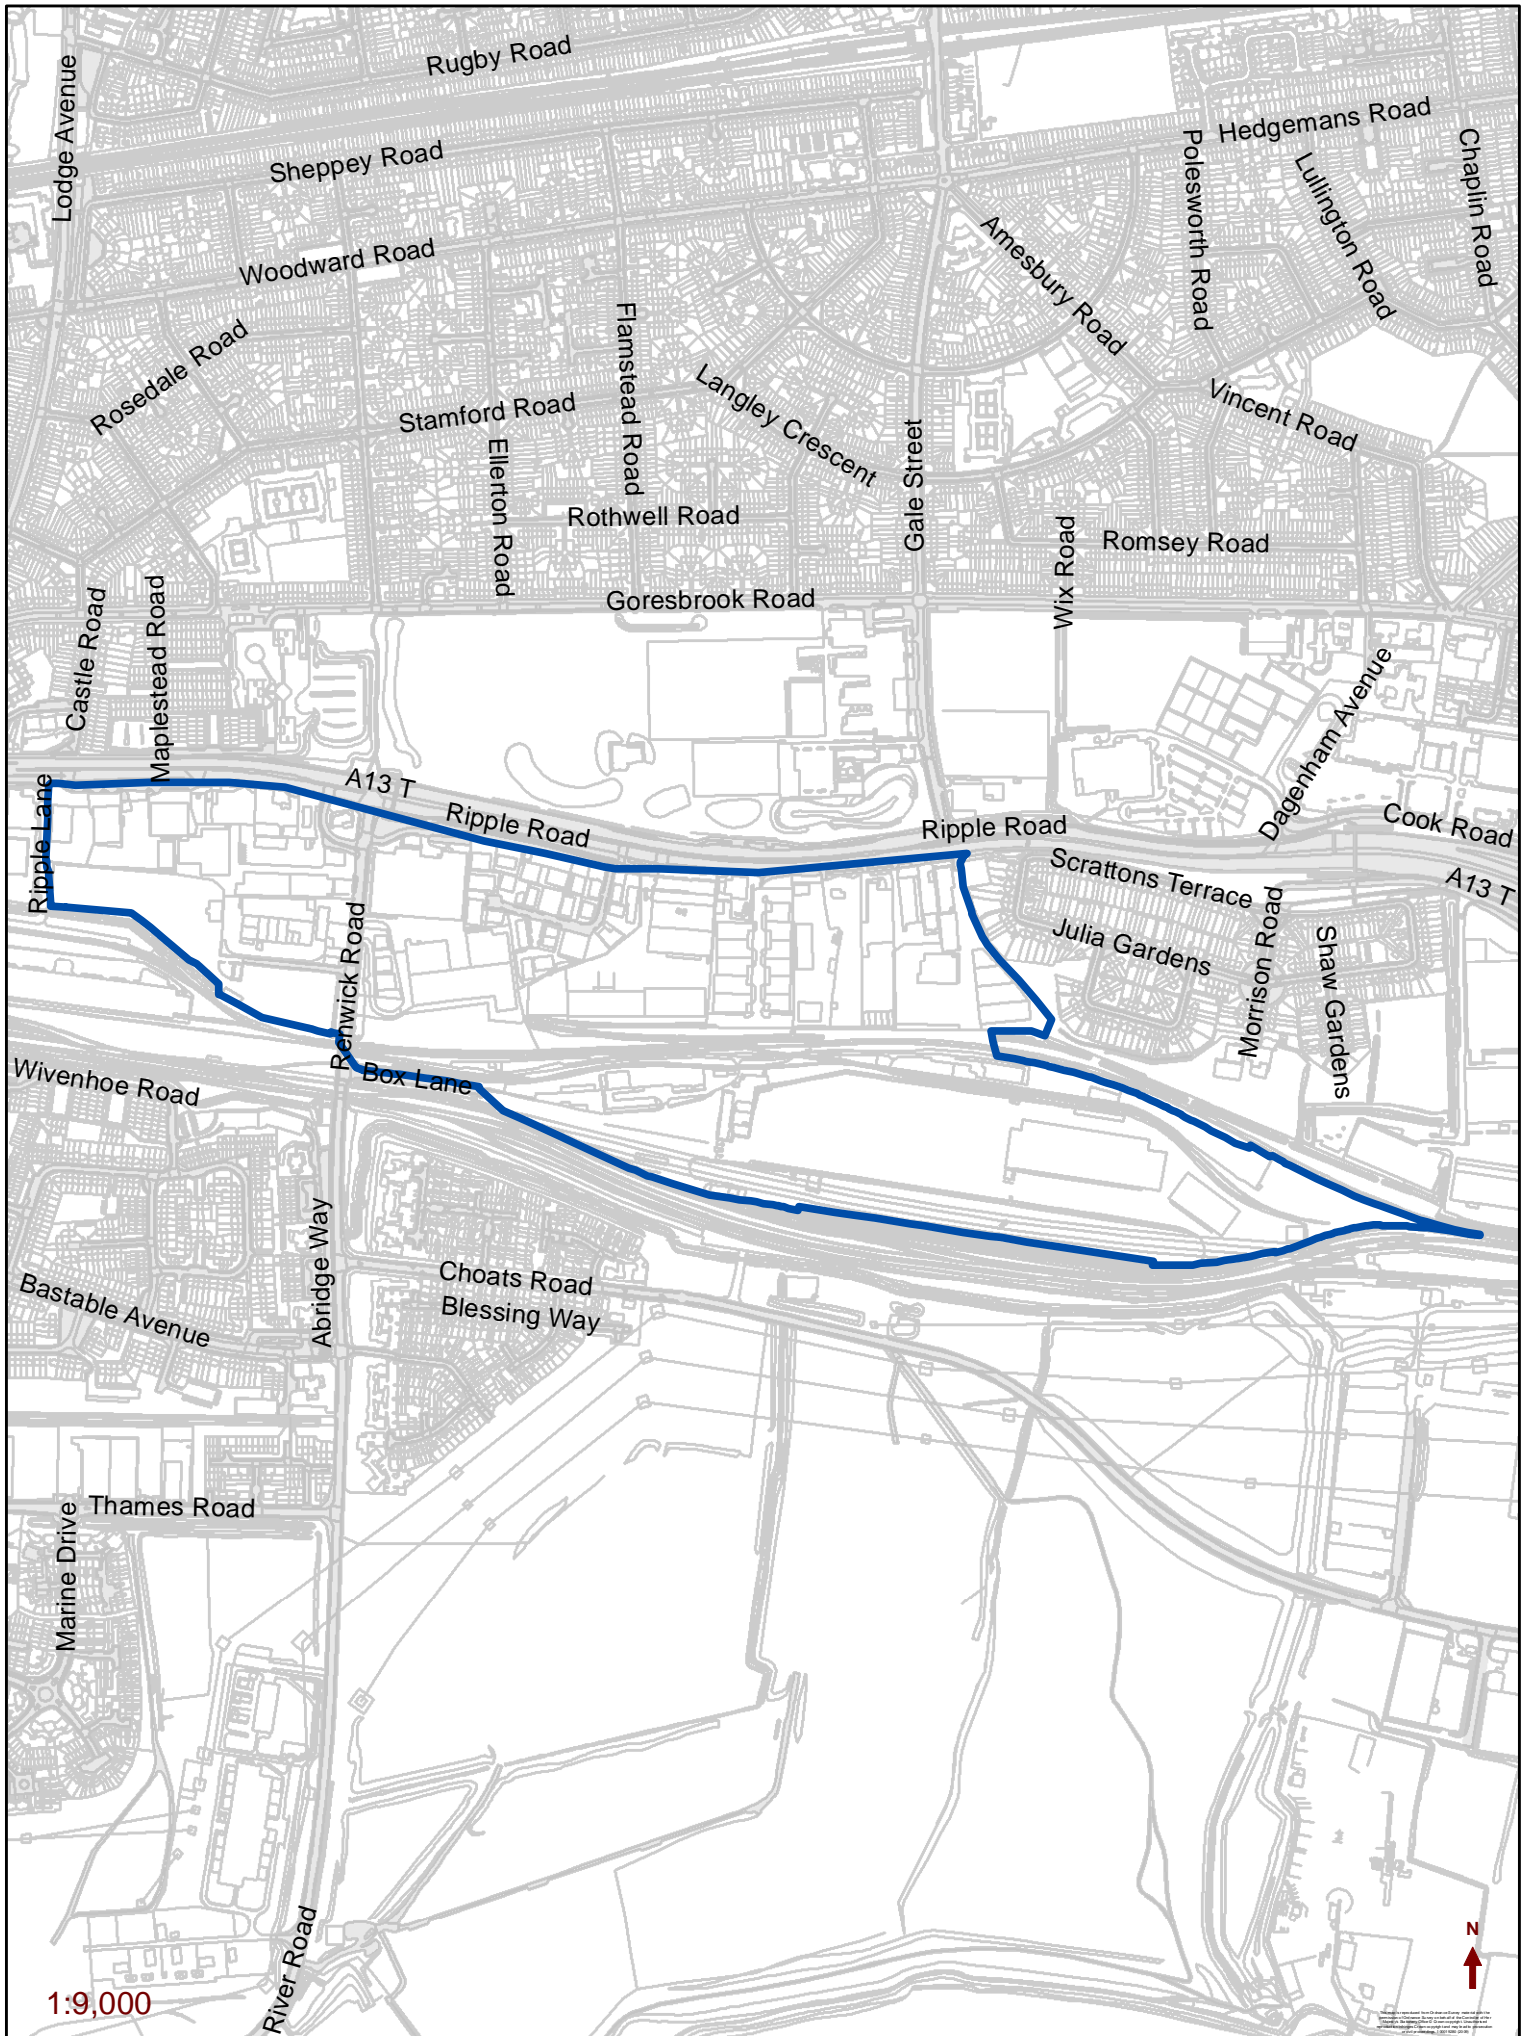 Rugby Road
Lodge Avenue
Sheppey Road
Hedgemans Road
Polesworth Road
Lullington Road
Chaplin Road
Woodward Road
Amesbury Road
Rosedale Road
Flamstead Road
Stamford Road
Langley Crescent
Vincent Road
Ellerton Road
Gale Street
Rothwell Road
Romsey Road
Wix Road
Goresbrook Road
Castle Road
Maplestead Road
Dagenham Avenue
A13 T
Ripple Road
Ripple Road
Cook Road
Ripple Lane
Scrattons Terrace
A13 T
Julia Gardens
Morrison Road
Shaw Gardens
Renwick Road
Box Lane
Wivenhoe Road
Abridge Way
Choats Road
Bastable Avenue
Blessing Way
Thames Road
Marine Drive
River Road
N
1:9,000